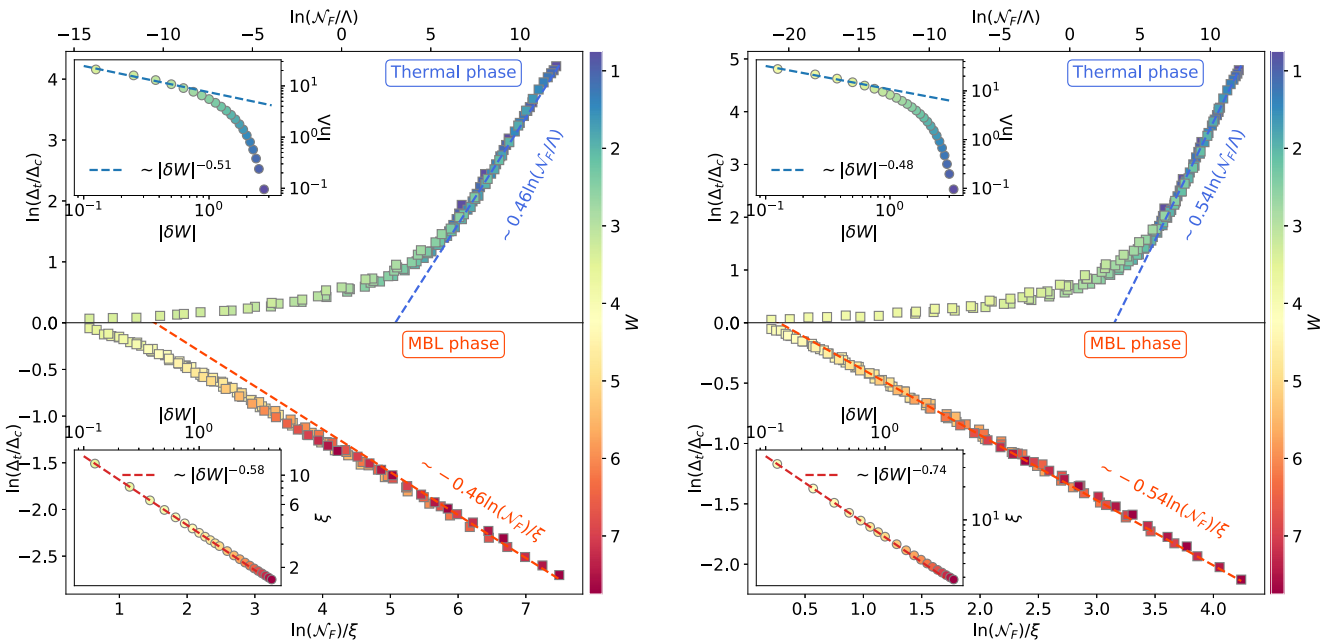 ln(𝒩_F/Λ)
−15 −10 −5 0 5 10
Thermal phase
ln(Δ_t/Δ_c)
4
3
2
1
0.0
−0.5
−1.0
−1.5
−2.0
−2.5
10^1
10^0
10^−1
lnΛ
~ |δW|^−0.51
10^−1 10^0
|δW|
~ 0.46ln(𝒩_F/Λ)
MBL phase
ln(Δ_t/Δ_c)
|δW|
10^−1 10^0
~ |δW|^−0.58
10
6
2
ξ
~ − 0.46ln(𝒩_F)/ξ
1 2 3 4 5 6 7
ln(𝒩_F)/ξ
1
2
3
4
5
6
7
W
ln(𝒩_F/Λ)
−20 −15 −10 −5 0 5 10
Thermal phase
ln(Δ_t/Δ_c)
5
4
3
2
1
0.0
−0.5
−1.0
−1.5
−2.0
10^1
10^0
10^−1
lnΛ
~ |δW|^−0.48
10^−1 10^0
|δW|
~ 0.54ln(𝒩_F/Λ)
MBL phase
ln(Δ_t/Δ_c)
|δW|
10^−1 10^0
~ |δW|^−0.74
10^1
ξ
~ − 0.54ln(𝒩_F)/ξ
0.5 1.0 1.5 2.0 2.5 3.0 3.5 4.0
ln(𝒩_F)/ξ
1
2
3
4
5
6
7
W